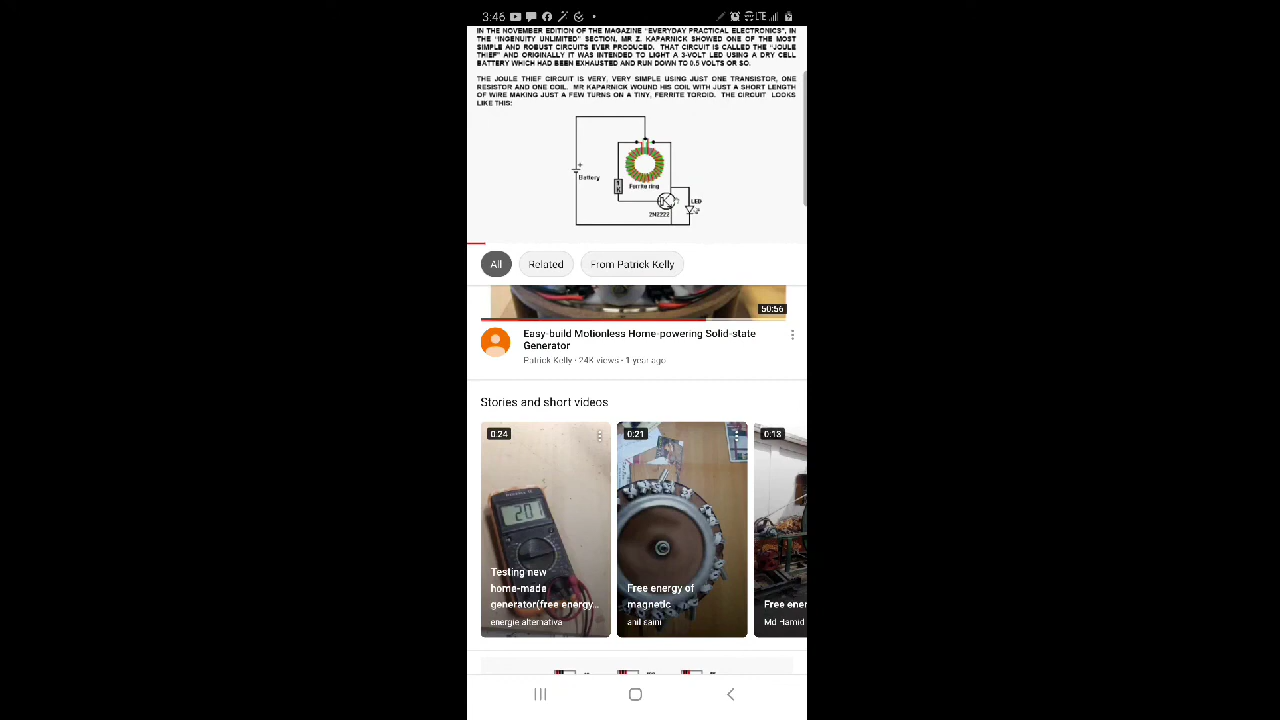 3:46
LTE
IN THE NOVEMBER EDITION OF THE MAGAZINE "EVERYDAY PRACTICAL ELECTRONICS", IN
THE "INGENUITY UNLIMITED" SECTION, MR Z. KAPARNICK SHOWED ONE OF THE MOST
SIMPLE AND ROBUST CIRCUITS EVER PRODUCED. THAT CIRCUIT IS CALLED THE "JOULE
THIEF" AND ORIGINALLY IT WAS INTENDED TO LIGHT A 3-VOLT LED USING A DRY CELL
BATTERY WHICH HAD BEEN EXHAUSTED AND RUN DOWN TO 0.5 VOLTS OR SO.
THE JOULE THIEF CIRCUIT IS VERY, VERY SIMPLE USING JUST ONE TRANSISTOR, ONE
RESISTOR AND ONE COIL. MR KAPARNICK WOUND HIS COIL WITH JUST A SHORT LENGTH
OF WIRE MAKING JUST A FEW TURNS ON A TINY, FERRITE TOROID. THE CIRCUIT LOOKS
LIKE THIS:
+
Battery
Ferrite ring
LED
2N2222
All
Related
From Patrick Kelly
50:56
Easy-build Motionless Home-powering Solid-state
Generator
Patrick Kelly · 24K views · 1 year ago
Stories and short videos
0:24
0:21
0:13
201
Testing new
home-made
generator(free energy...
energie alternativa
Free energy of
magnetic
anil saini
Free ener
Md Hamid